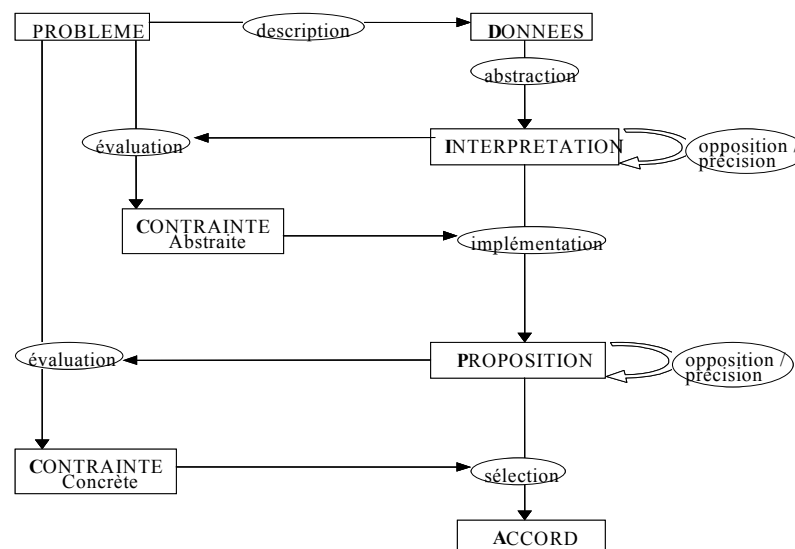 PROBLEME
description
DONNEES
abstraction
évaluation
INTERPRETATION
opposition /
précision
CONTRAINTE
Abstraite
implémentation
évaluation
PROPOSITION
opposition /
précision
CONTRAINTE
Concrète
sélection
ACCORD